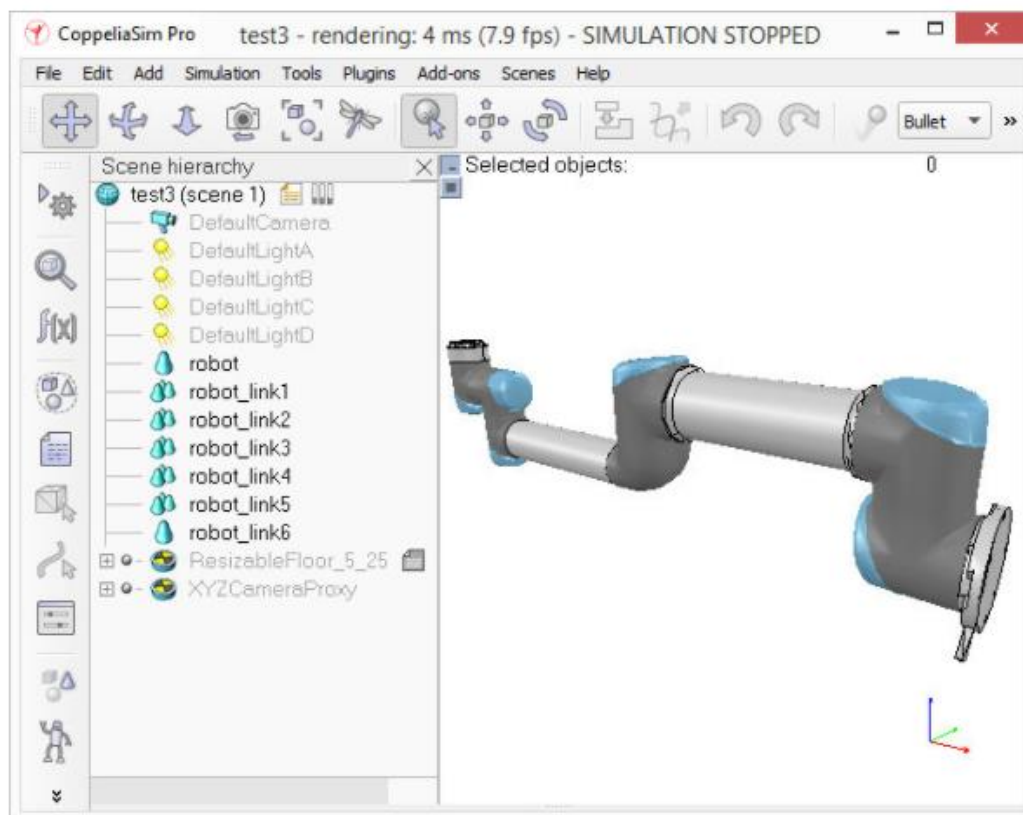 CoppeliaSim Pro test3 - rendering: 4 ms (7.9 fps) - SIMULATION STOPPED
File Edit Add Simulation Tools Plugins Add-ons Scenes Help
Bullet
Scene hierarchy
Selected objects: 0
test3 (scene 1)
DefaultCamera
DefaultLightA
DefaultLightB
DefaultLightC
DefaultLightD
robot
robot_link1
robot_link2
robot_link3
robot_link4
robot_link5
robot_link6
ResizableFloor_5_25
XYZCameraProxy
f(x)